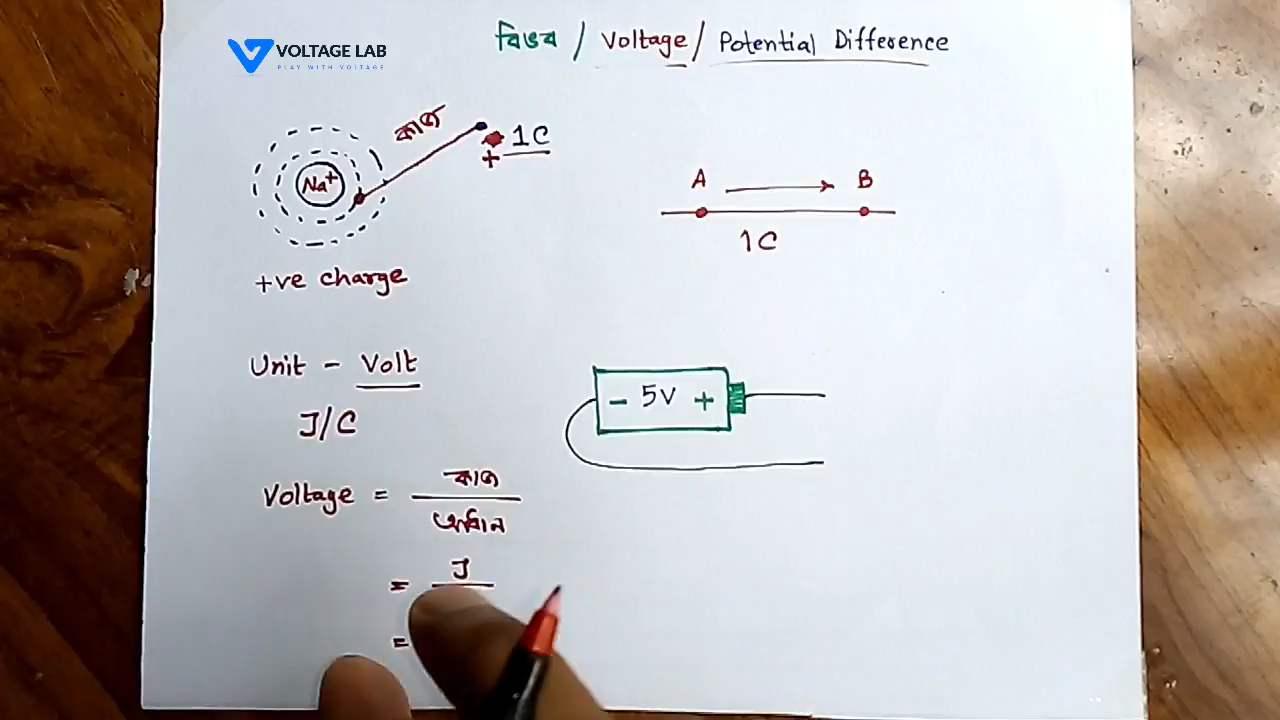 VOLTAGE LAB
PLAY WITH VOLTAGE
বিভব / Voltage / Potential Difference
কাজ
1C
+
Na+
+ve charge
A B
1C
Unit - Volt
J/C
- 5V +
Voltage = কাজ
আধান
= J
=